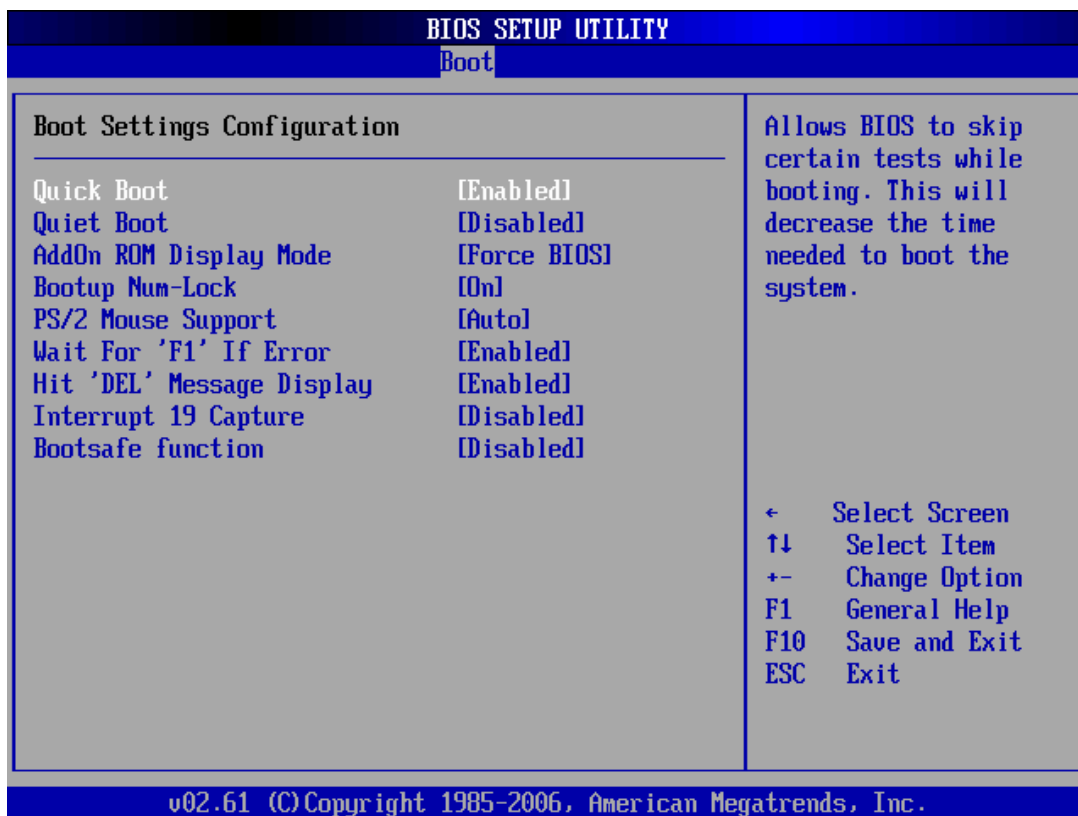 BIOS SETUP UTILITY
Boot
Boot Settings Configuration
Quick Boot [Enabled]
Quiet Boot [Disabled]
AddOn ROM Display Mode [Force BIOS]
Bootup Num-Lock [On]
PS/2 Mouse Support [Auto]
Wait For 'F1' If Error [Enabled]
Hit 'DEL' Message Display [Enabled]
Interrupt 19 Capture [Disabled]
Bootsafe function [Disabled]
Allows BIOS to skip
certain tests while
booting. This will
decrease the time
needed to boot the
system.
← Select Screen
↑↓ Select Item
+- Change Option
F1 General Help
F10 Save and Exit
ESC Exit
v02.61 (C)Copyright 1985-2006, American Megatrends, Inc.